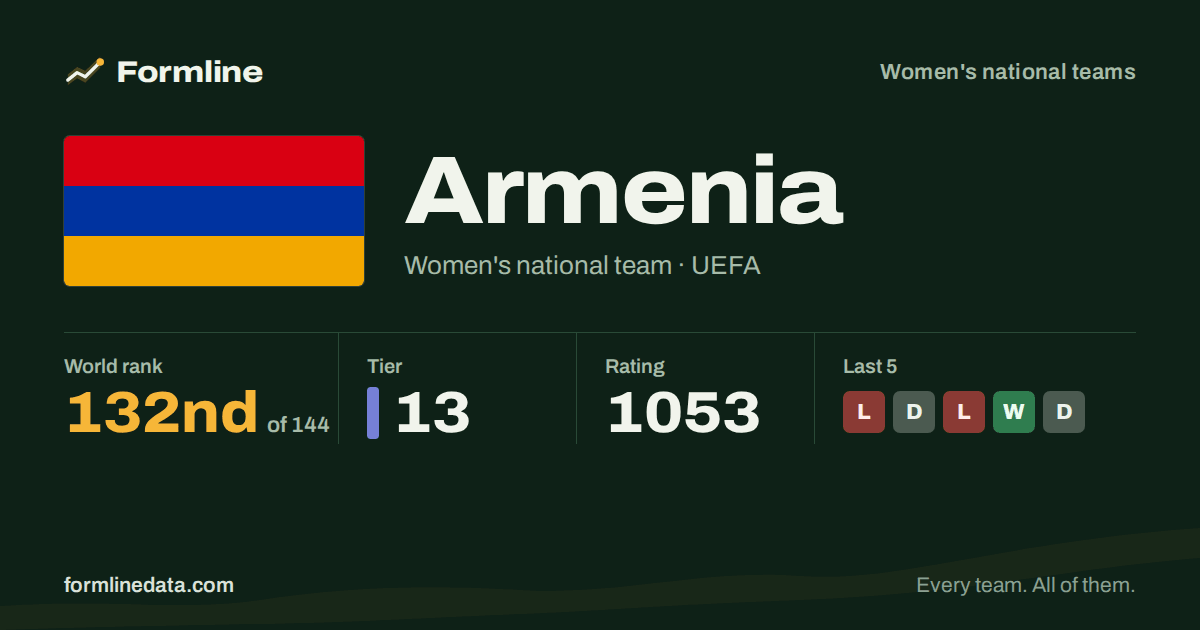 Formline
Women's national teams
Armenia
Women's national team · UEFA
World rank
132nd of 144
Tier
13
Rating
1053
Last 5
L D L W D
formlinedata.com
Every team. All of them.